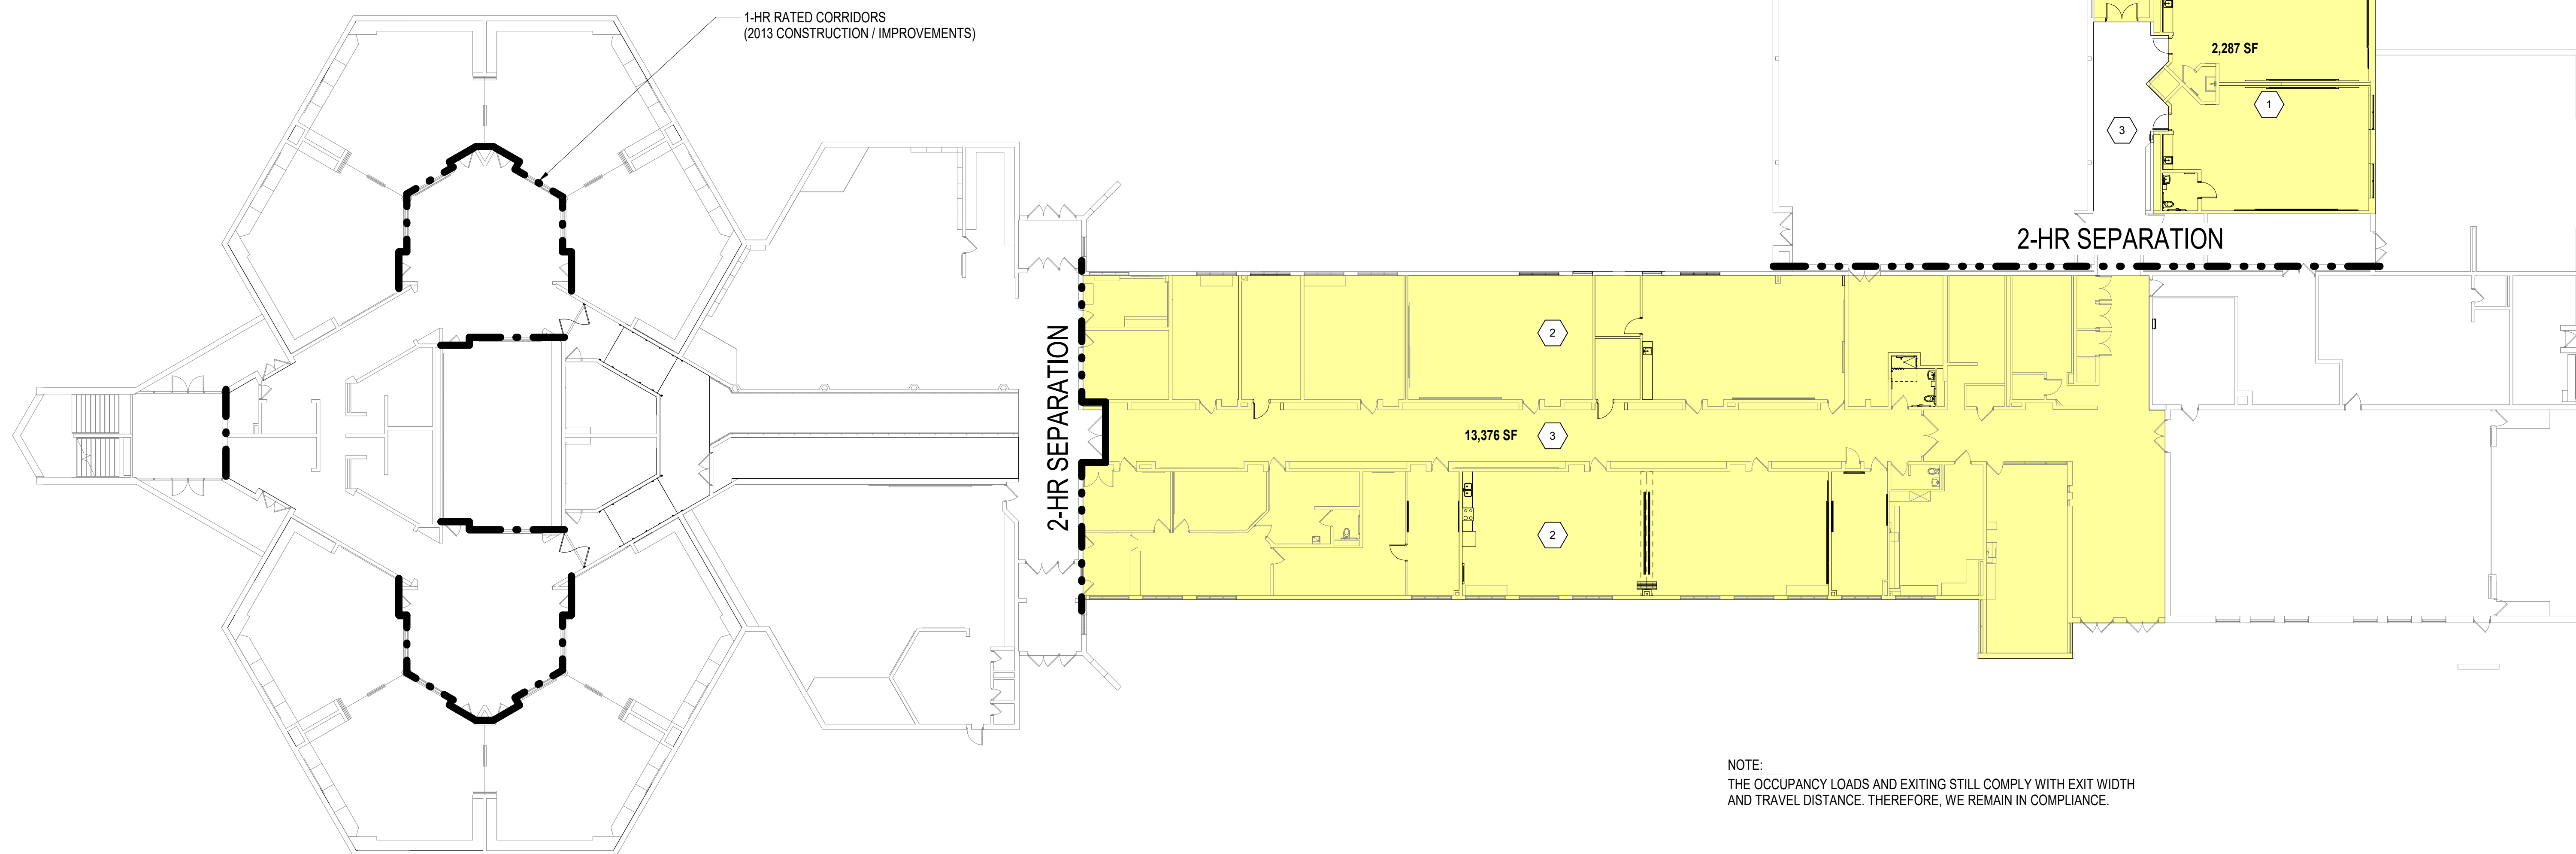 1-HR RATED CORRIDORS
(2013 CONSTRUCTION / IMPROVEMENTS)
2,287 SF
1
3
2-HR SEPARATION
2-HR SEPARATION
2
13,376 SF
3
2
NOTE:
THE OCCUPANCY LOADS AND EXITING STILL COMPLY WITH EXIT WIDTH
AND TRAVEL DISTANCE. THEREFORE, WE REMAIN IN COMPLIANCE.